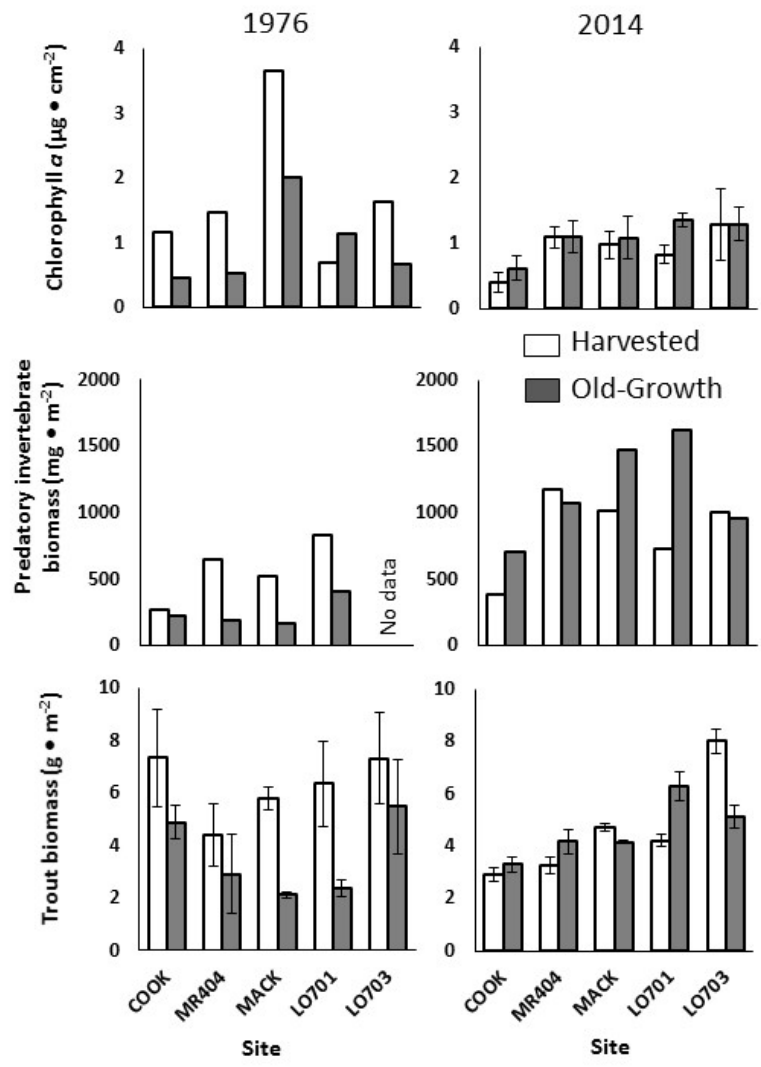 1976
2014
Chlorophyll a (µg • cm-2)
4
3
2
1
0
4
3
2
1
0
Harvested
Old-Growth
Predatory invertebrate
biomass (mg • m-2)
2000
1500
1000
500
0
No data
2000
1500
1000
500
0
Trout biomass (g • m-2)
10
8
6
4
2
0
10
8
6
4
2
0
COOK
MR404
MACK
LO701
LO703
COOK
MR404
MACK
LO701
LO703
Site
Site